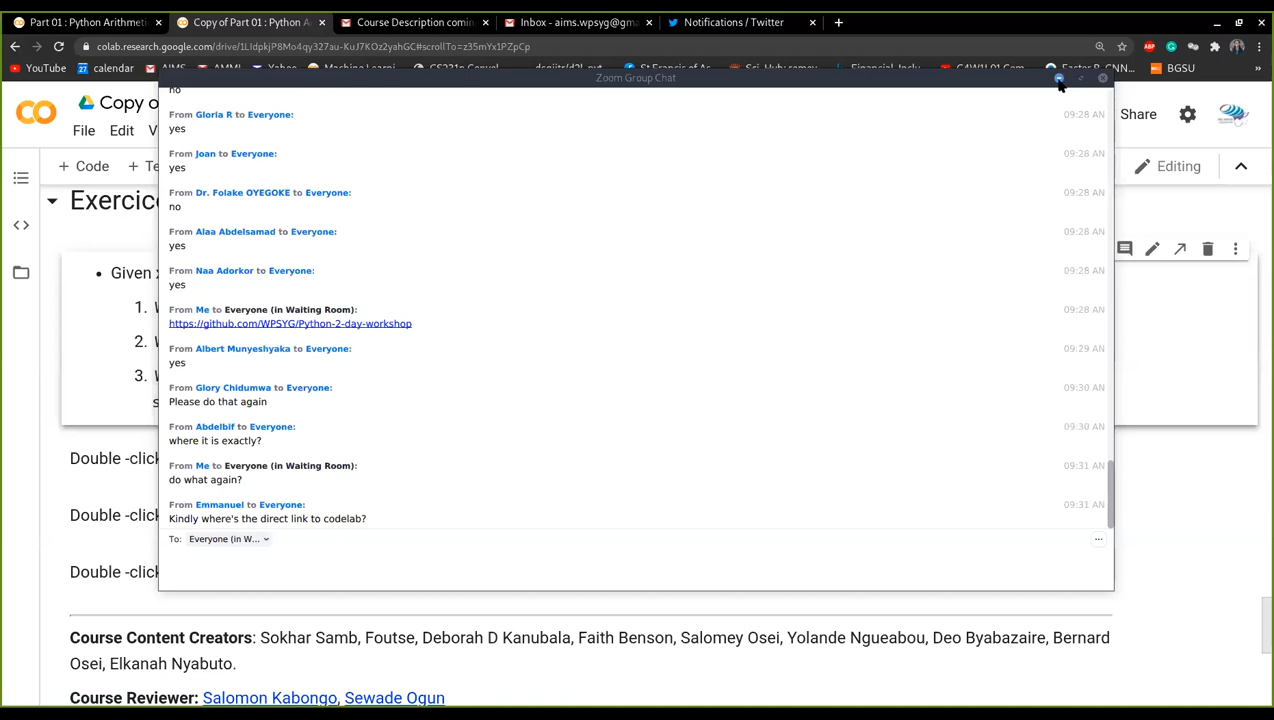 Part 01 : Python Arithmet
Copy of Part 01 : Python A
Course Description comin
Inbox - aims.wpsyg@gma
Notifications / Twitter
colab.research.google.com/drive/1LIdpkjP8Mo4qy327au-KuJ7KOz2yahGC#scrollTo=z35mYx1PZpCp
YouTube
calendar
AIMS
AMMI
Yahoo
BGSU
»
Zoom Group Chat
Copy o
File Edit
Share
+ Code + Te
Editing
Exercic
Given
1.
2.
3.
Double -click
Double -click
Double -click
no
From Gloria R to Everyone: 09:28 AM
yes
From Joan to Everyone: 09:28 AM
yes
From Dr. Folake OYEGOKE to Everyone: 09:28 AM
no
From Alaa Abdelsamad to Everyone: 09:28 AM
yes
From Naa Adorkor to Everyone: 09:28 AM
yes
From Me to Everyone (in Waiting Room): 09:28 AM
https://github.com/WPSYG/Python-2-day-workshop
From Albert Munyeshyaka to Everyone: 09:29 AM
yes
From Glory Chidumwa to Everyone: 09:30 AM
Please do that again
From Abdelbif to Everyone: 09:30 AM
where it is exactly?
From Me to Everyone (in Waiting Room): 09:31 AM
do what again?
From Emmanuel to Everyone: 09:31 AM
Kindly where's the direct link to codelab?
To: Everyone (in W...
Course Content Creators: Sokhar Samb, Foutse, Deborah D Kanubala, Faith Benson, Salomey Osei, Yolande Ngueabou, Deo Byabazaire, Bernard
Osei, Elkanah Nyabuto.
Course Reviewer: Salomon Kabongo, Sewade Ogun